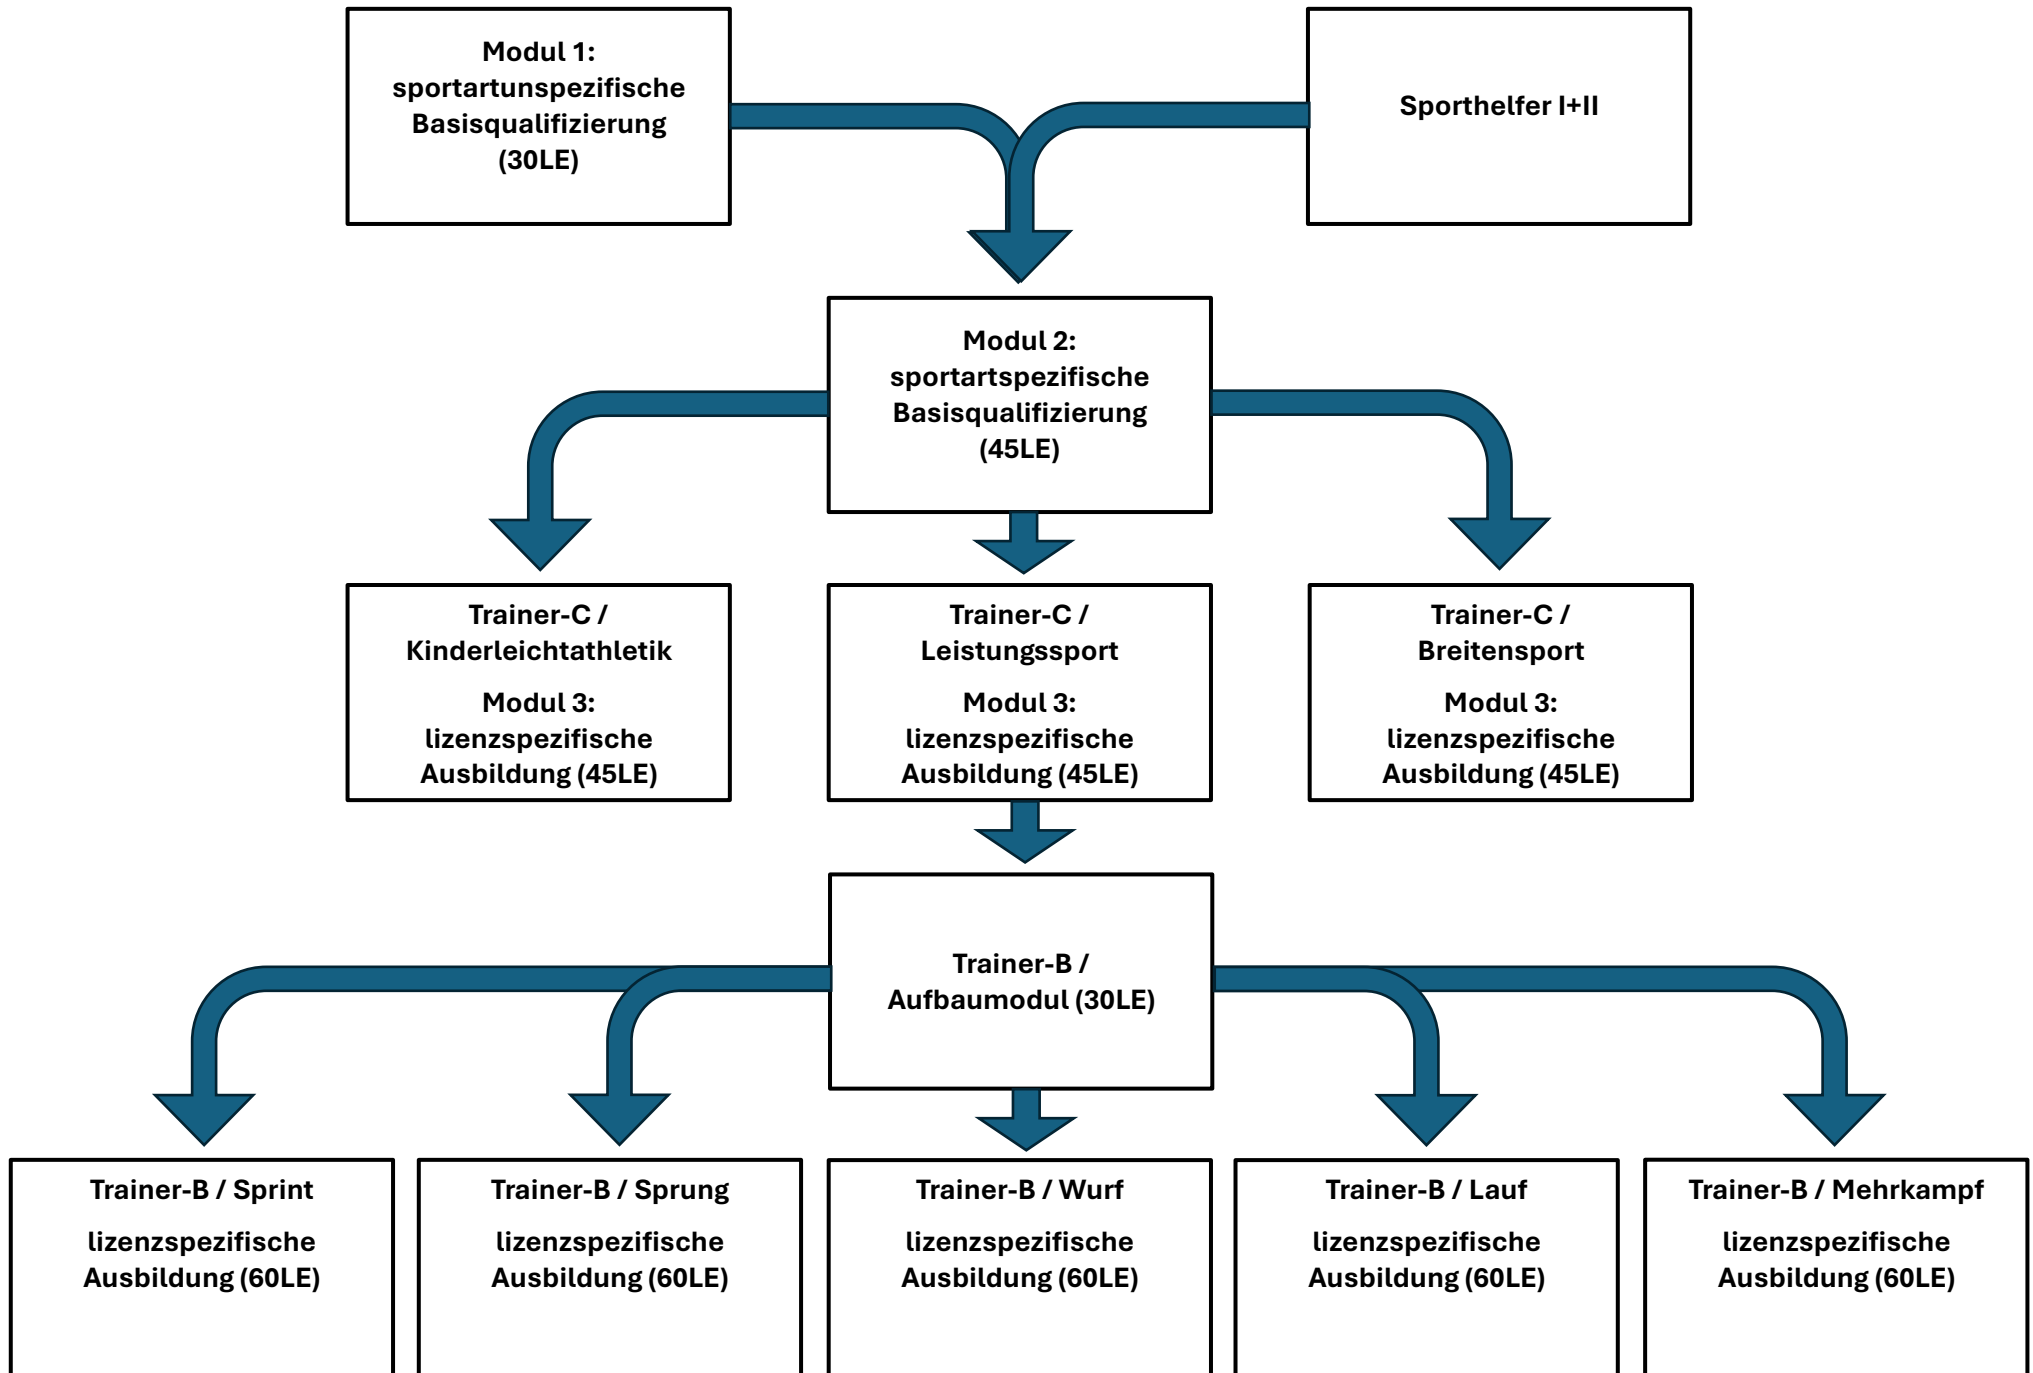 Modul 1:
sportartunspezifische
Basisqualifizierung
(30LE)
Sporthelfer I+II
Modul 2:
sportartspezifische
Basisqualifizierung
(45LE)
Trainer-C /
Kinderleichtathletik
Modul 3:
lizenzspezifische
Ausbildung (45LE)
Trainer-C /
Leistungssport
Modul 3:
lizenzspezifische
Ausbildung (45LE)
Trainer-C /
Breitensport
Modul 3:
lizenzspezifische
Ausbildung (45LE)
Trainer-B /
Aufbaumodul (30LE)
Trainer-B / Sprint
lizenzspezifische
Ausbildung (60LE)
Trainer-B / Sprung
lizenzspezifische
Ausbildung (60LE)
Trainer-B / Wurf
lizenzspezifische
Ausbildung (60LE)
Trainer-B / Lauf
lizenzspezifische
Ausbildung (60LE)
Trainer-B / Mehrkampf
lizenzspezifische
Ausbildung (60LE)